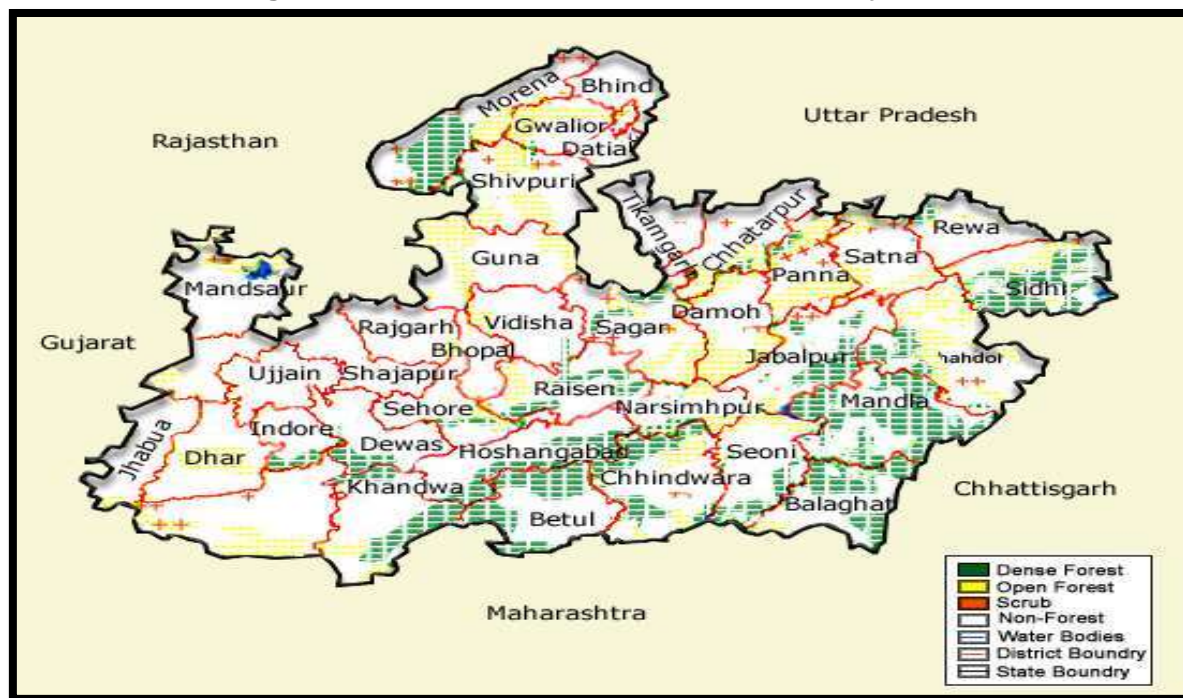 Bhind
Morena
Uttar Pradesh
Gwalior
Rajasthan
Datia
Shivpuri
Tikamgarh
Chhatarpur
Rewa
Guna
Satna
Panna
Sidhi
Mandsaur
Damoh
Vidisha
Sagar
Rajgarh
Gujarat
Bhopal
Jabalpur
hahdol
Ujjain
Shajapur
Raisen
Mandla
Sehore
Narsimhpur
Indore
Jhabua
Dewas
Hoshangabad
Seoni
Dhar
Chhindwara
Khandwa
Chhattisgarh
Balaghat
Betul
Maharashtra
Dense Forest
Open Forest
Scrub
Non-Forest
Water Bodies
District Boundry
State Boundry